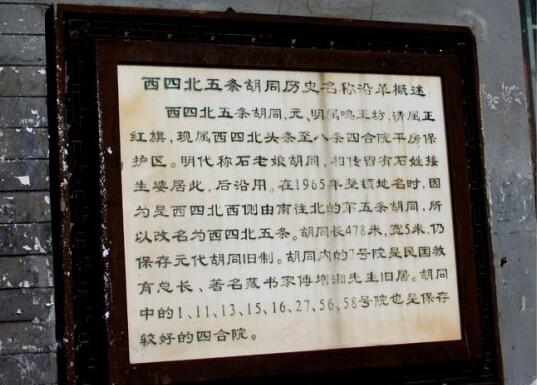 西四北五条胡同历史名称沿革概述
西四北五条胡同,元、明属鸣玉坊,清属正
红旗,现属西四北头条至八条四合院平房保
护区。明代称石老娘胡同,相传曾有石姓接
生婆居此,后沿用。在1965年整顿地名时,因
为是西四北西侧由南往北的第五条胡同,所
以改名为西四北五条。胡同长478米,宽5米,仍
保存元代胡同旧制。胡同内的7号院是民国教
育总长、著名藏书家傅增湘先生旧居。胡同
中的1、11、13、15、16、27、56、58号院也是保存
较好的四合院。